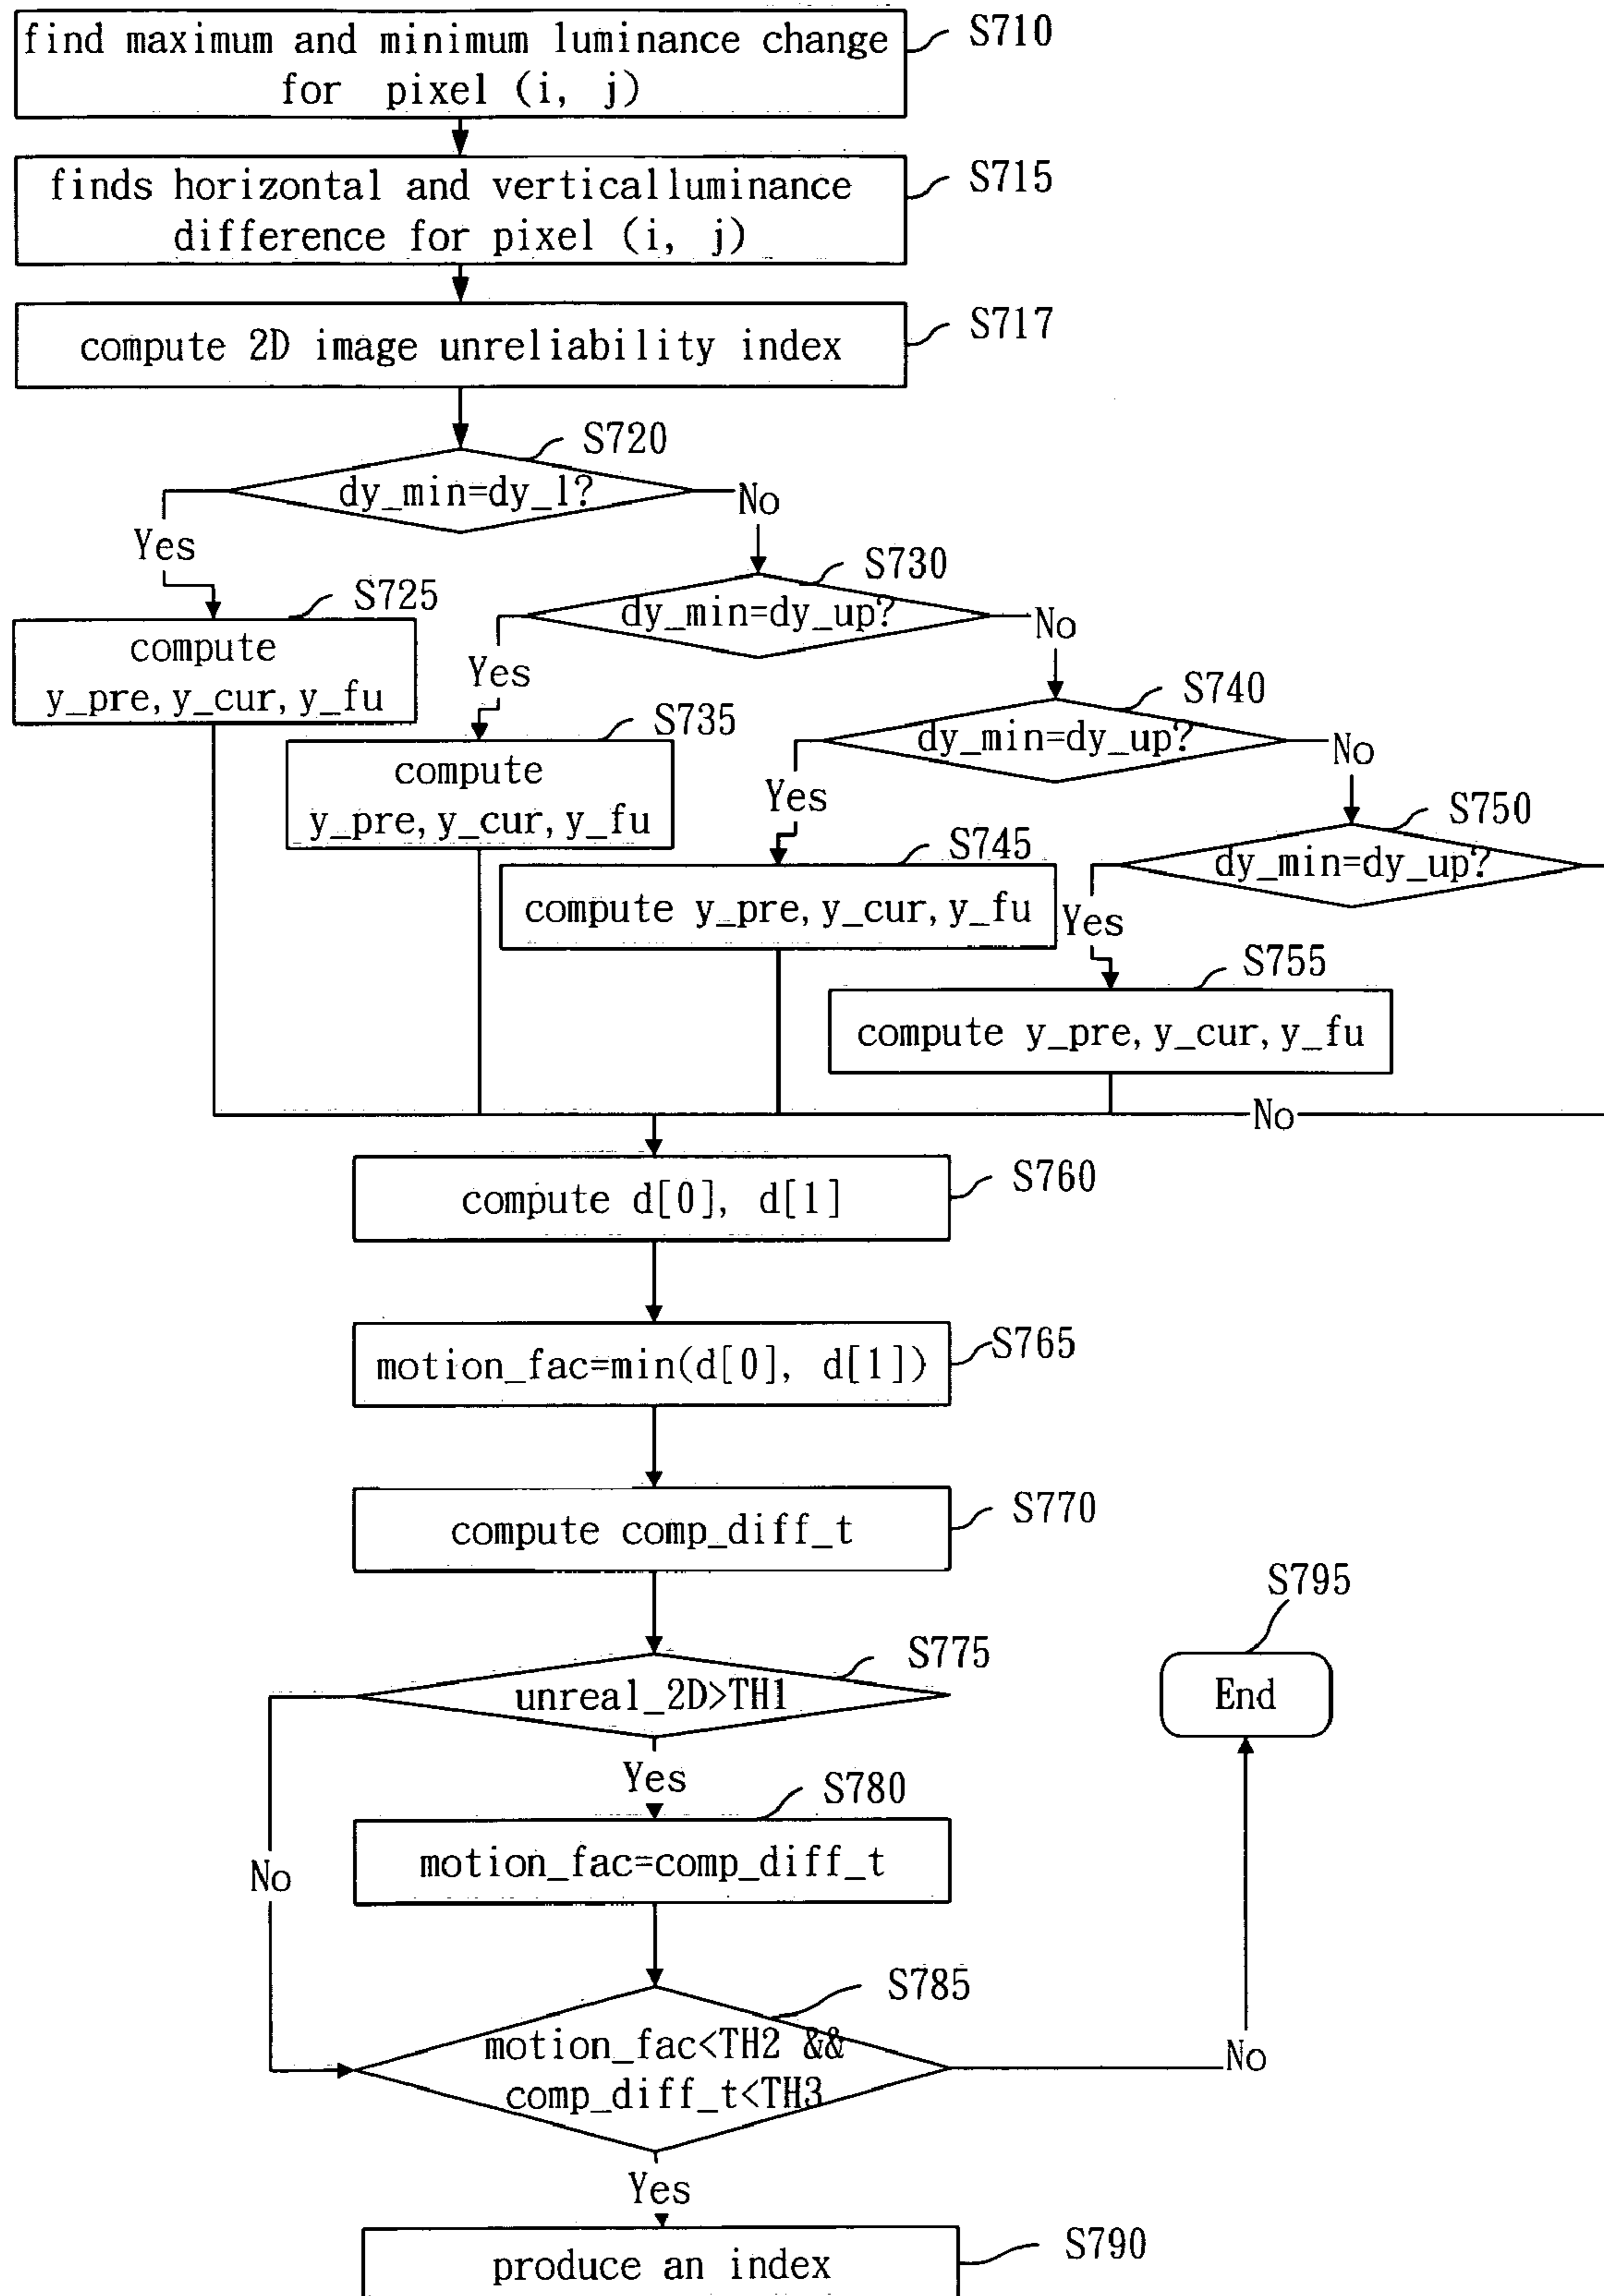 find maximum and minimum luminance change
for pixel (i, j)
S710
finds horizontal and verticalluminance
difference for pixel (i, j)
S715
compute 2D image unreliability index
S717
S720
dy_min=dy_l?
No
Yes
S730
dy_min=dy_up?
No
Yes
S725
compute
y_pre, y_cur, y_fu
S740
dy_min=dy_up?
No
Yes
S735
compute
y_pre, y_cur, y_fu
S750
dy_min=dy_up?
Yes
S745
compute y_pre, y_cur, y_fu
S755
compute y_pre, y_cur, y_fu
No
S760
compute d[0], d[1]
S765
motion_fac=min(d[0], d[1])
S770
compute comp_diff_t
S795
End
S775
unreal_2D>TH1
Yes
No
S780
motion_fac=comp_diff_t
S785
motion_fac<TH2 &&
comp_diff_t<TH3
No
Yes
S790
produce an index